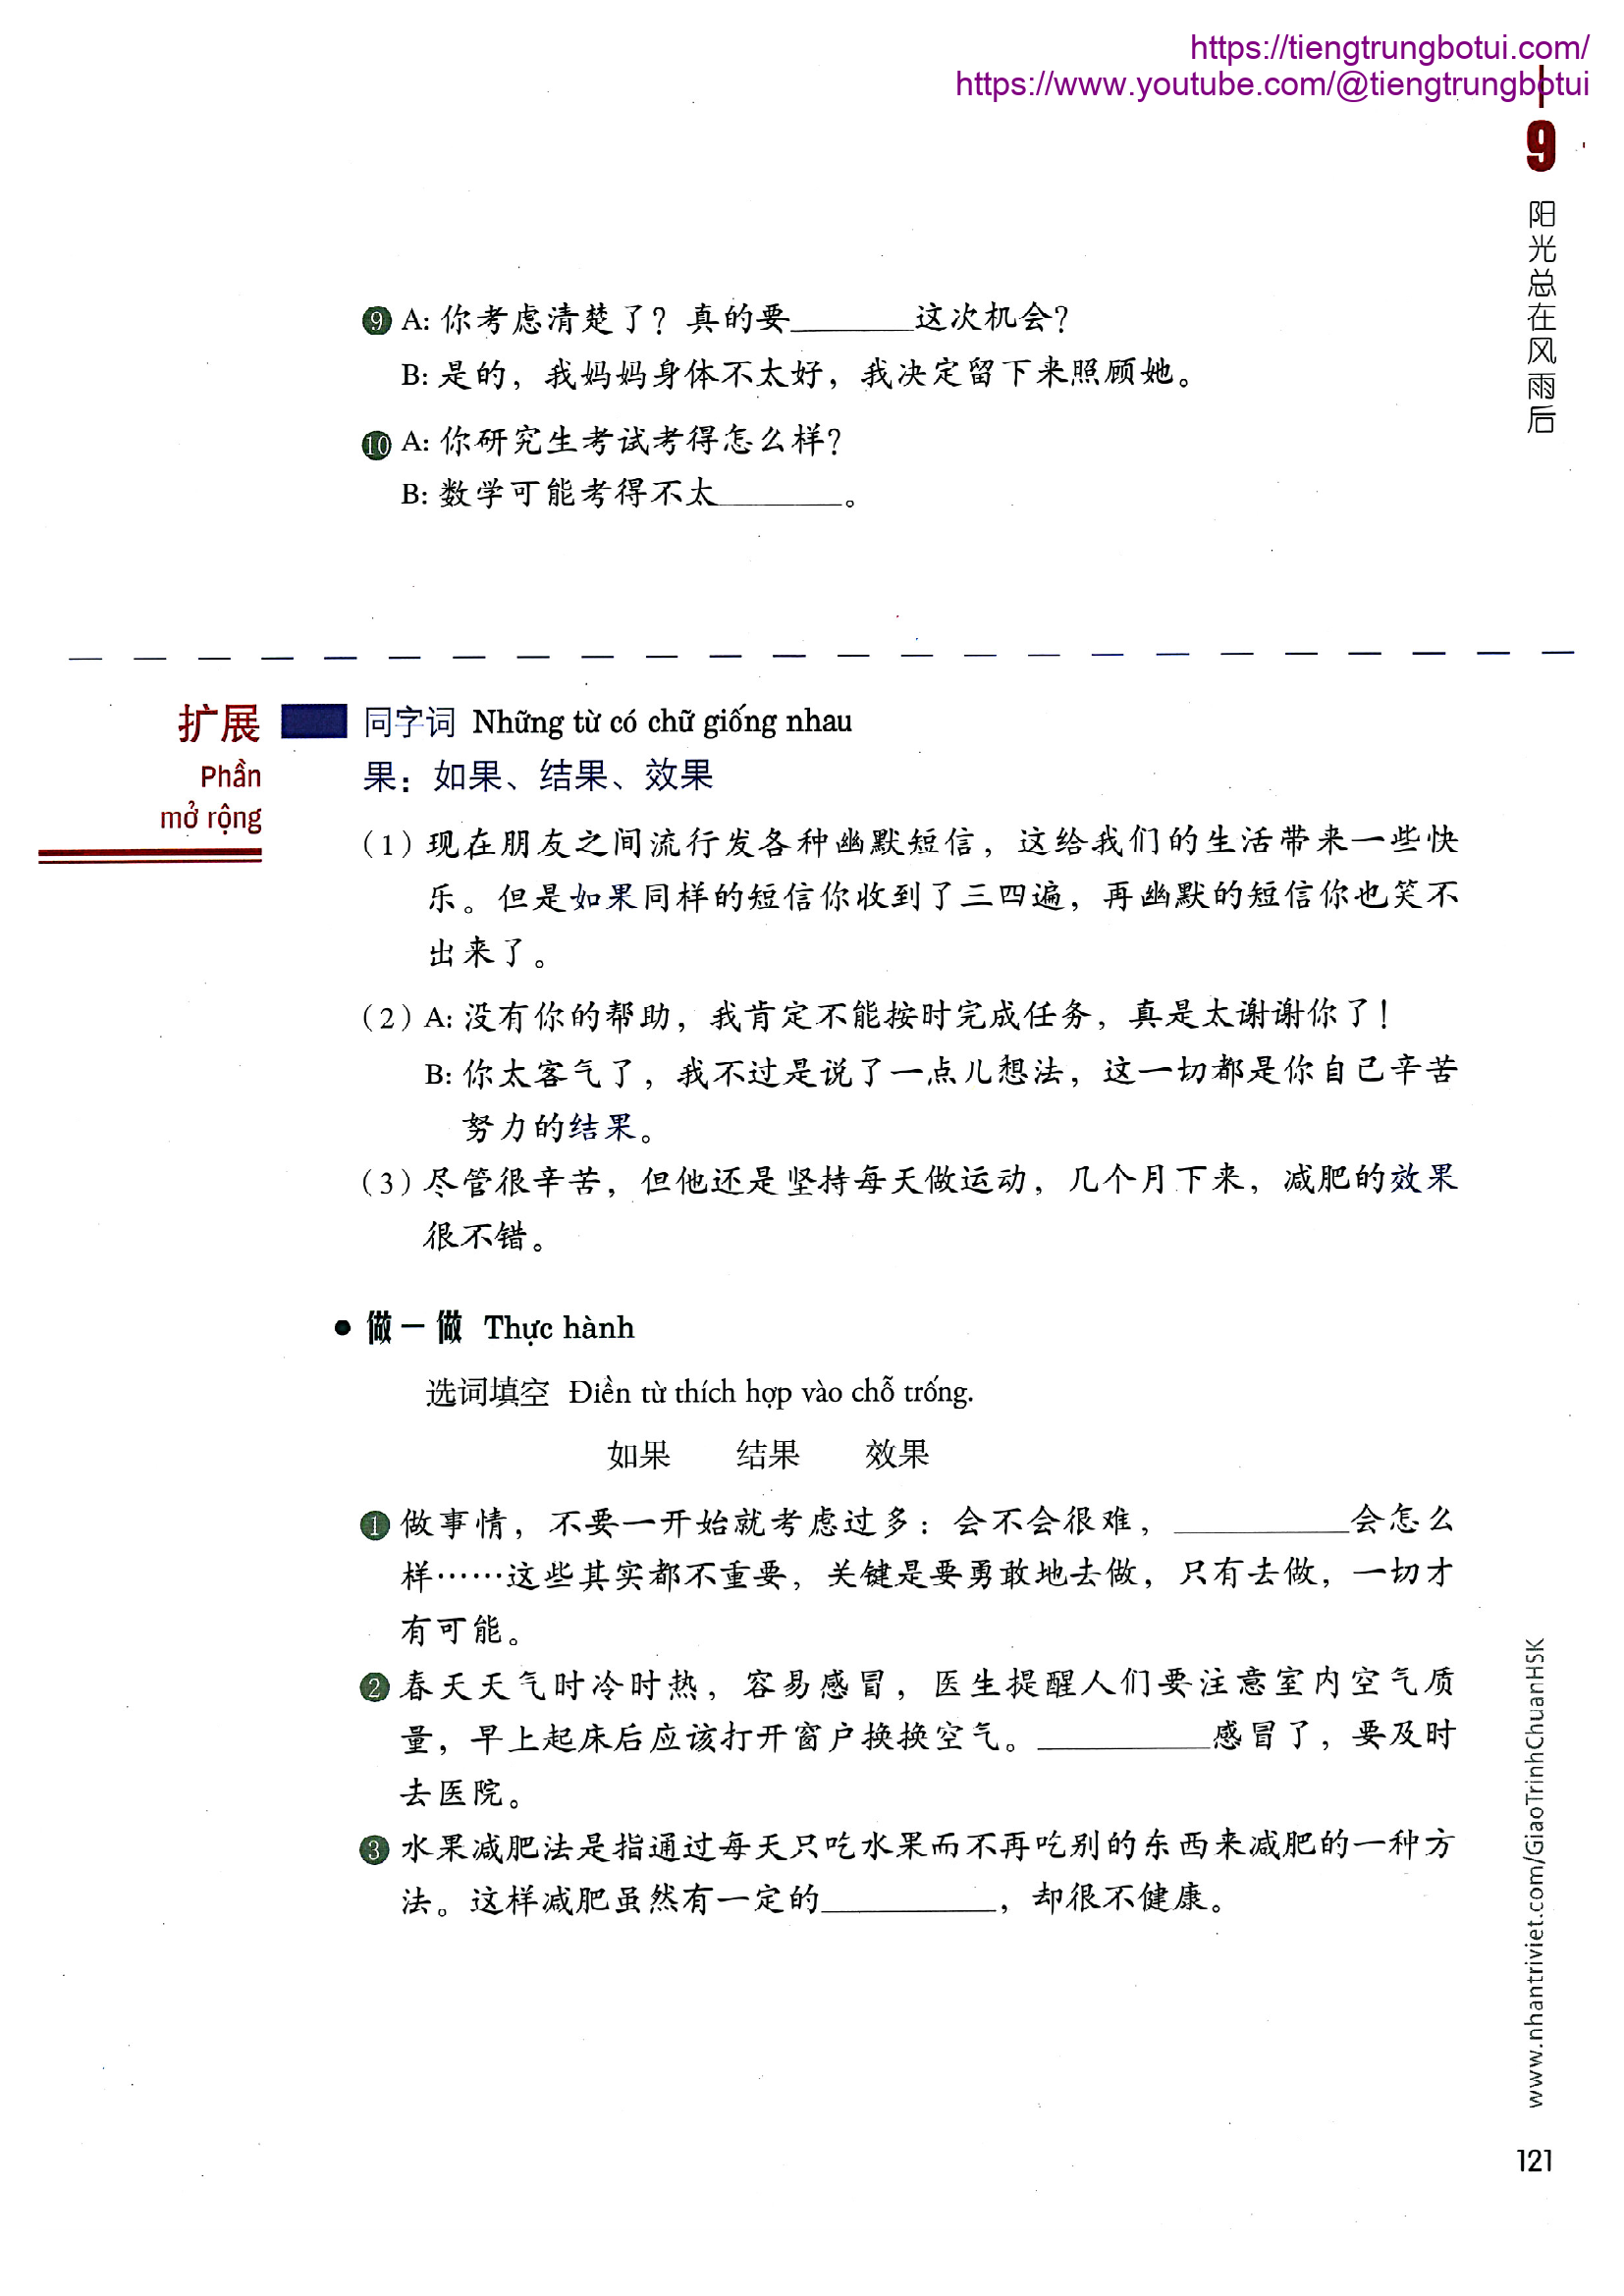 https://tiengtrungbotui.com/
https://www.youtube.com/@tiengtrungbotui
9
阳光总在风雨后
9 A: 你考虑清楚了？真的要______这次机会？
B: 是的，我妈妈身体不太好，我决定留下来照顾她。
10 A: 你研究生考试考得怎么样？
B: 数学可能考得不太______。
扩展
Phần
mở rộng
同字词 Những từ có chữ giống nhau
果：如果、结果、效果
（1）现在朋友之间流行发各种幽默短信，这给我们的生活带来一些快
乐。但是如果同样的短信你收到了三四遍，再幽默的短信你也笑不
出来了。
（2）A: 没有你的帮助，我肯定不能按时完成任务，真是太谢谢你了！
B: 你太客气了，我不过是说了一点儿想法，这一切都是你自己辛苦
努力的结果。
（3）尽管很辛苦，但他还是坚持每天做运动，几个月下来，减肥的效果
很不错。
● 做一做 Thực hành
选词填空 Điền từ thích hợp vào chỗ trống.
如果 结果 效果
1 做事情，不要一开始就考虑过多：会不会很难，________会怎么
样……这些其实都不重要，关键是要勇敢地去做，只有去做，一切才
有可能。
2 春天天气时冷时热，容易感冒，医生提醒人们要注意室内空气质
量，早上起床后应该打开窗户换换空气。________感冒了，要及时
去医院。
3 水果减肥法是指通过每天只吃水果而不再吃别的东西来减肥的一种方
法。这样减肥虽然有一定的________，却很不健康。
www.nhantriviet.com/GiaoTrinhChuanHSK
121